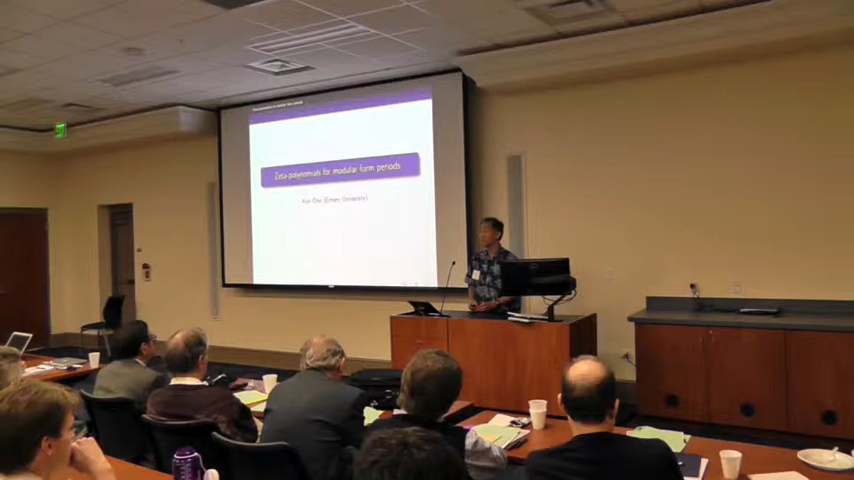 Zeta-polynomials for modular form periods
Ken Ono (Emory University)